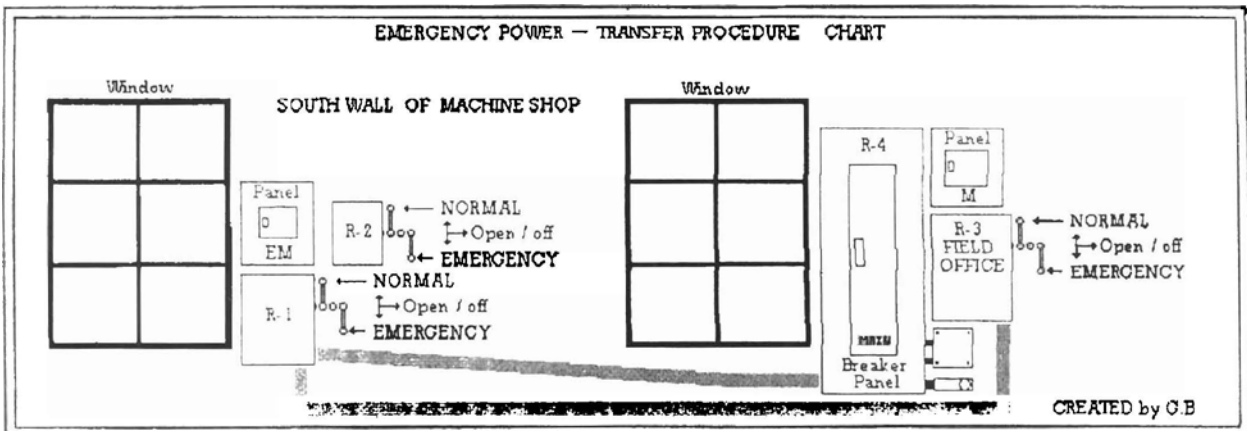 EMERGENCY POWER — TRANSFER PROCEDURE CHART
Window
SOUTH WALL OF MACHINE SHOP
Window
Panel
EM
R-2
NORMAL
Open / off
EMERGENCY
R-1
NORMAL
Open / off
EMERGENCY
R-4
MAIN
Breaker
Panel
Panel
M
R-3
FIELD
OFFICE
NORMAL
Open / off
EMERGENCY
CREATED by G.B